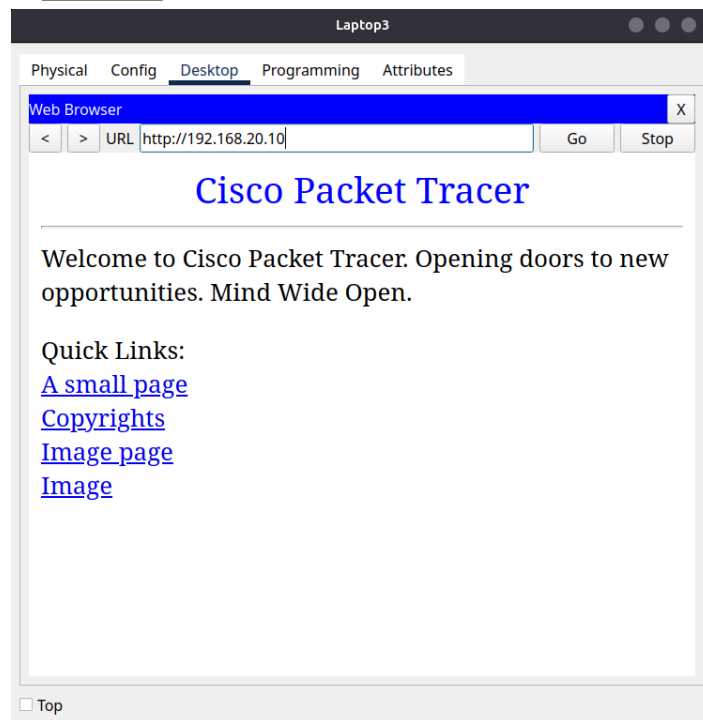 Laptop3
Physical Config Desktop Programming Attributes
Web Browser X
< > URL http://192.168.20.10 Go Stop
Cisco Packet Tracer
Welcome to Cisco Packet Tracer. Opening doors to new
opportunities. Mind Wide Open.
Quick Links:
A small page
Copyrights
Image page
Image
Top